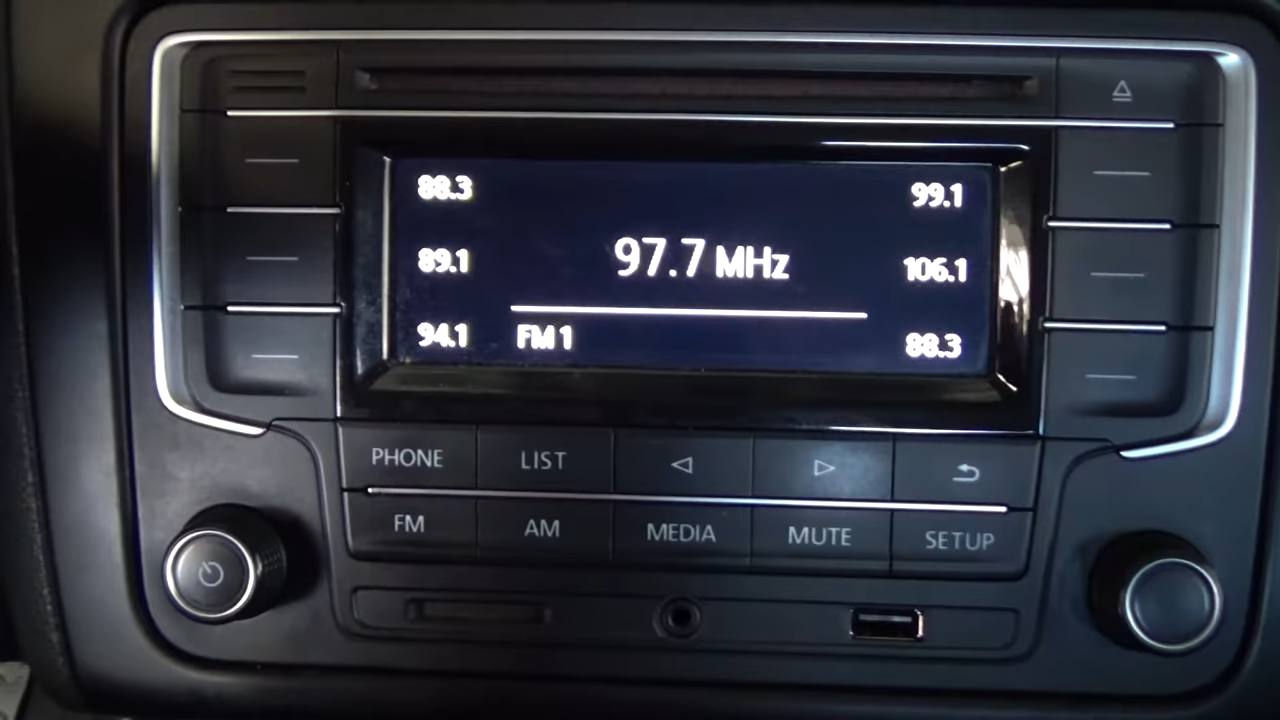 88.3 99.1
97.7 MHz
89.1 106.1
94.1 FM 1 88.3
PHONE LIST
FM AM MEDIA MUTE SETUP